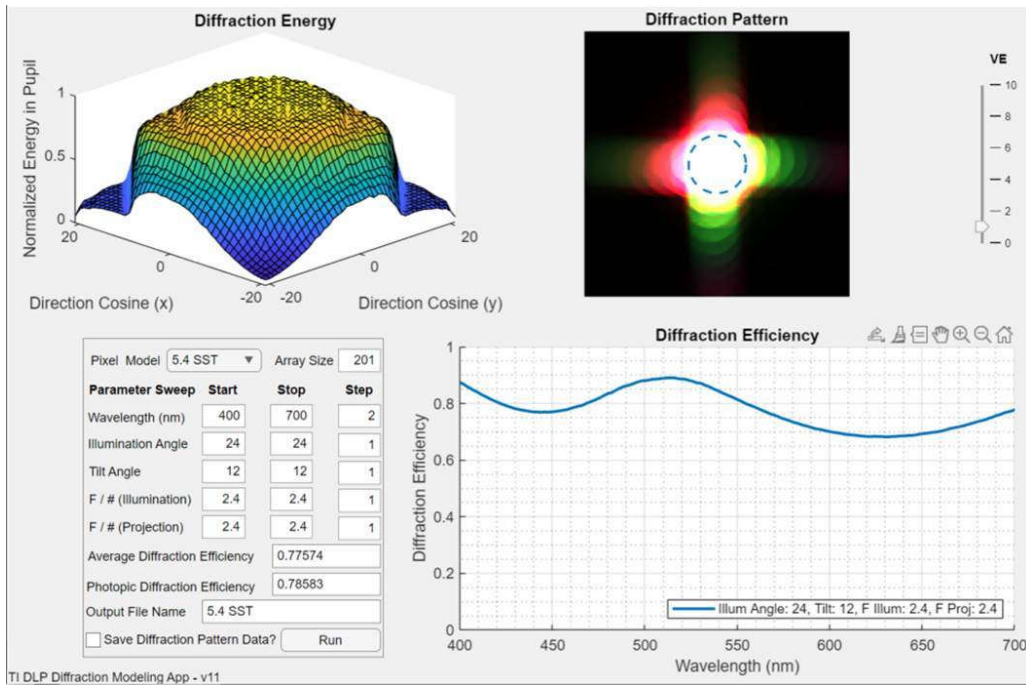 Diffraction Energy
Normalized Energy in Pupil
1
0.5
0
20
0
-20
-20
0
20
Direction Cosine (x)
Direction Cosine (y)
Diffraction Pattern
VE
10
8
6
4
2
0
Pixel Model 5.4 SST Array Size 201
Parameter Sweep Start Stop Step
Wavelength (nm) 400 700 2
Illumination Angle 24 24 1
Tilt Angle 12 12 1
F / # (Illumination) 2.4 2.4 1
F / # (Projection) 2.4 2.4 1
Average Diffraction Efficiency 0.77574
Photopic Diffraction Efficiency 0.78583
Output File Name 5.4 SST
Save Diffraction Pattern Data? Run
TI DLP Diffraction Modeling App - v11
Diffraction Efficiency
Diffraction Efficiency
1
0.8
0.6
0.4
0.2
0
Illum Angle: 24, Tilt: 12, F Illum: 2.4, F Proj: 2.4
400 450 500 550 600 650 700
Wavelength (nm)